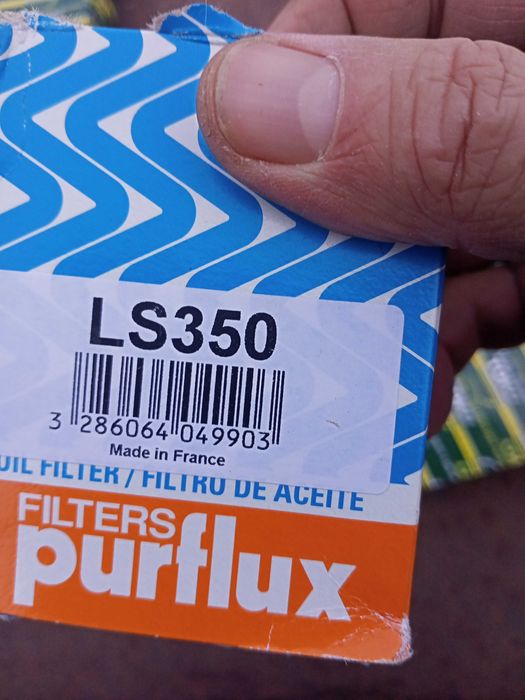 LS350
3 286064 049903
Made in France
OIL FILTER / FILTRO DE ACEITE
FILTERS
purflux